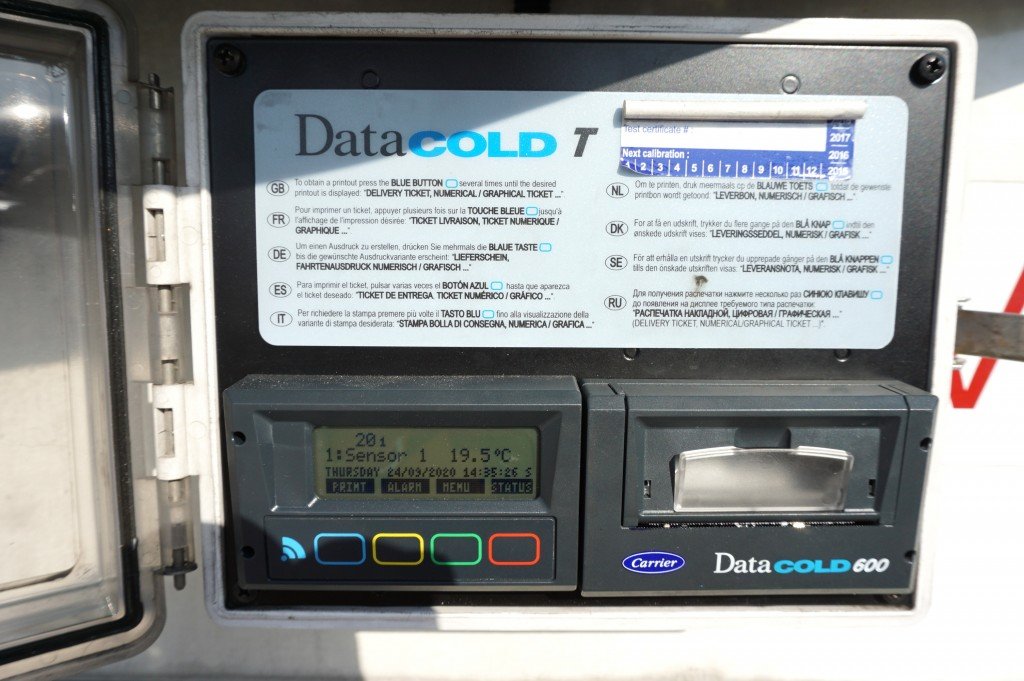 DataCOLD T
Test certificate # :
2017
Next calibration :
2016
1 2 3 4 5 6 7 8 9 10 11 12
GB To obtain a printout press the BLUE BUTTON several times until the desired
printout is displayed: "DELIVERY TICKET, NUMERICAL / GRAPHICAL TICKET ..."
FR Pour imprimer un ticket, appuyer plusieurs fois sur la TOUCHE BLEUE jusqu'à
l'affichage de l'impression désirée: "TICKET LIVRAISON, TICKET NUMERIQUE /
GRAPHIQUE ..."
DE Um einen Ausdruck zu erstellen, drücken Sie mehrmals die BLAUE TASTE
bis die gewünschte Ausdruckvariante erscheint: "LIEFERSCHEIN,
FAHRTENAUSDRUCK NUMERISCH / GRAFISCH ..."
ES Para imprimir el ticket, pulsar varias veces el BOTÓN AZUL hasta que aparezca
el ticket deseado: "TICKET DE ENTREGA, TICKET NUMÉRICO / GRÁFICO ..."
IT Per richiedere la stampa premere più volte il TASTO BLU fino alla visualizzazione della
variante di stampa desiderata: "STAMPA BOLLA DI CONSEGNA, NUMERICA / GRAFICA ..."
NL Om te printen, druk meermaals op de BLAUWE TOETS totdat de gewenste
printbon wordt getoond: "LEVERBON, NUMERISCH / GRAFISCH ..."
DK For at få en udskrift, trykker du flere gange på den BLÅ KNAP indtil den
ønskede udskrift vises: "LEVERINGSSEDDEL, NUMERISK / GRAFISK ..."
SE För att erhålla en utskrift trycker du upprepade gånger på den BLÅ KNAPPEN
tills den önskade utskriften visas: "LEVERANSNOTA, NUMERISK / GRAFISK ..."
RU Для получения распечатки нажмите несколько раз СИНЮЮ КЛАВИШУ
до появления на дисплее требуемого типа распечатки:
"РАСПЕЧАТКА НАКЛАДНОЙ, ЦИФРОВАЯ / ГРАФИЧЕСКАЯ ..."
(DELIVERY TICKET, NUMERICAL/GRAPHICAL TICKET ...)".
201
1:Sensor 1 19.5°C
THURSDAY 24/09/2020 14:35:26 S
PRINT ALARM MENU STATUS
Carrier DataCOLD 600